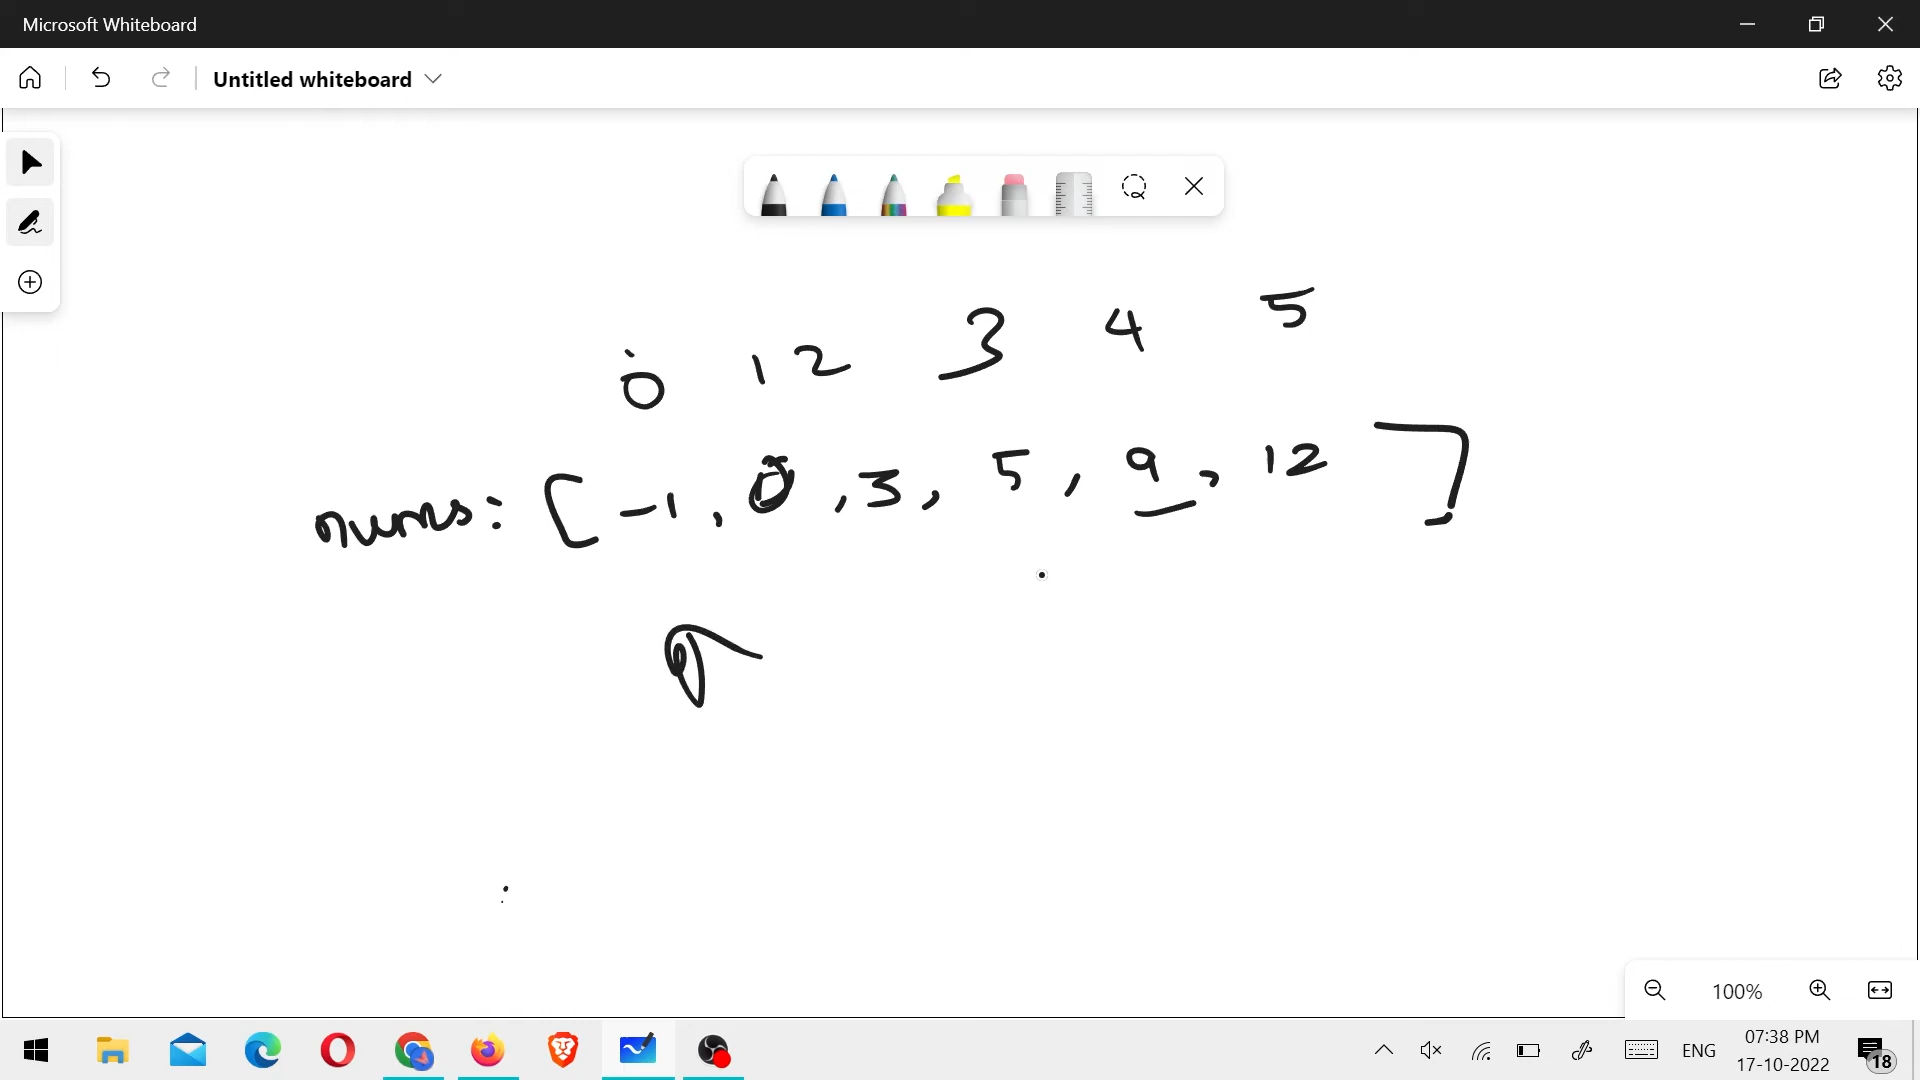 Microsoft Whiteboard
Untitled whiteboard
0 1 2 3 4 5
nums: [ -1, 0, 3, 5, 9, 12 ]
100%
ENG
07:38 PM
17-10-2022
18